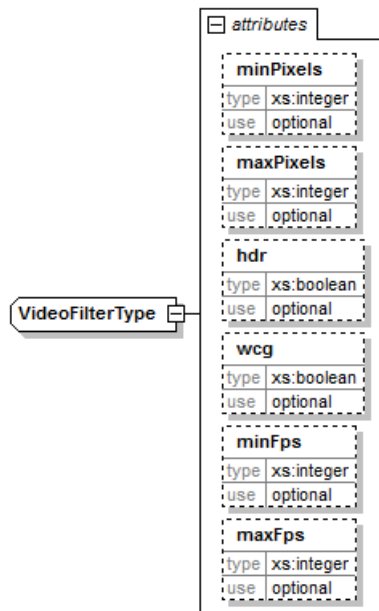 attributes
minPixels
type xs:integer
use optional
maxPixels
type xs:integer
use optional
hdr
type xs:boolean
use optional
VideoFilterType
wcg
type xs:boolean
use optional
minFps
type xs:integer
use optional
maxFps
type xs:integer
use optional